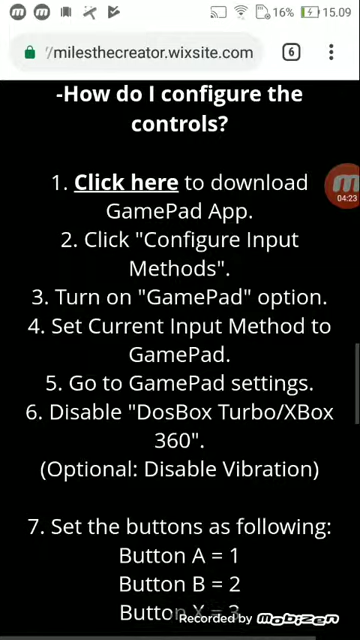 16% 15.09
/milesthecreator.wixsite.com 6
-How do I configure the
controls?
1. Click here to download
GamePad App.
04:23
2. Click "Configure Input
Methods".
3. Turn on "GamePad" option.
4. Set Current Input Method to
GamePad.
5. Go to GamePad settings.
6. Disable "DosBox Turbo/XBox
360".
(Optional: Disable Vibration)
7. Set the buttons as following:
Button A = 1
Button B = 2
Button X = 3
Recorded by mobizen